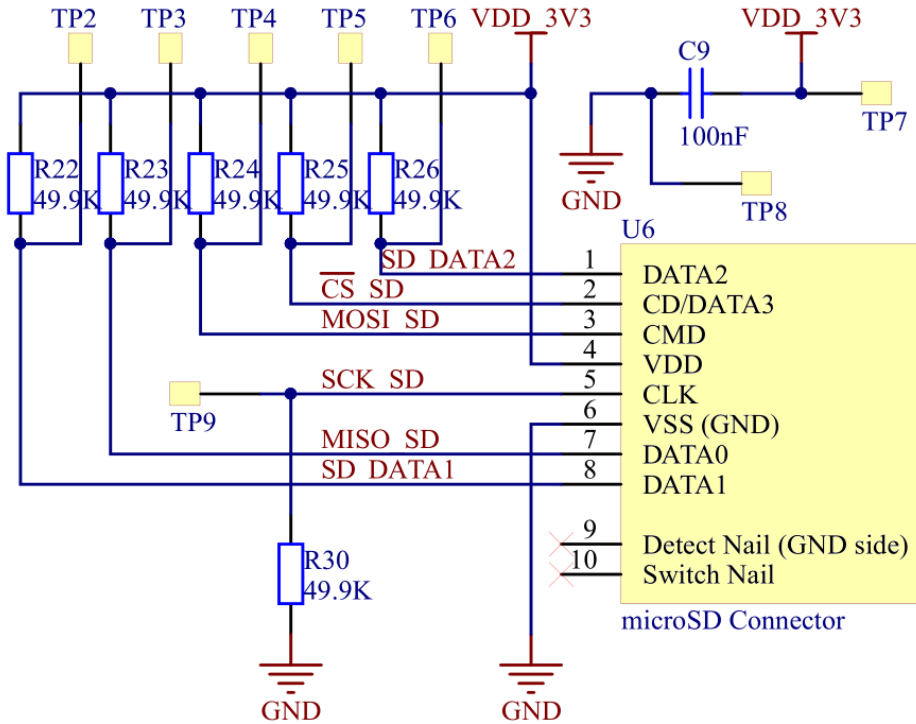 TP2 TP3 TP4 TP5 TP6 VDD_3V3 VDD_3V3
C9
100nF
TP7
R22 R23 R24 R25 R26
49.9K 49.9K 49.9K 49.9K 49.9K
GND
TP8
U6
SD_DATA2 1 DATA2
CS_SD 2 CD/DATA3
MOSI_SD 3 CMD
4 VDD
SCK_SD 5 CLK
TP9
6 VSS (GND)
MISO_SD 7 DATA0
SD_DATA1 8 DATA1
9 Detect Nail (GND side)
10 Switch Nail
R30
49.9K
microSD Connector
GND GND